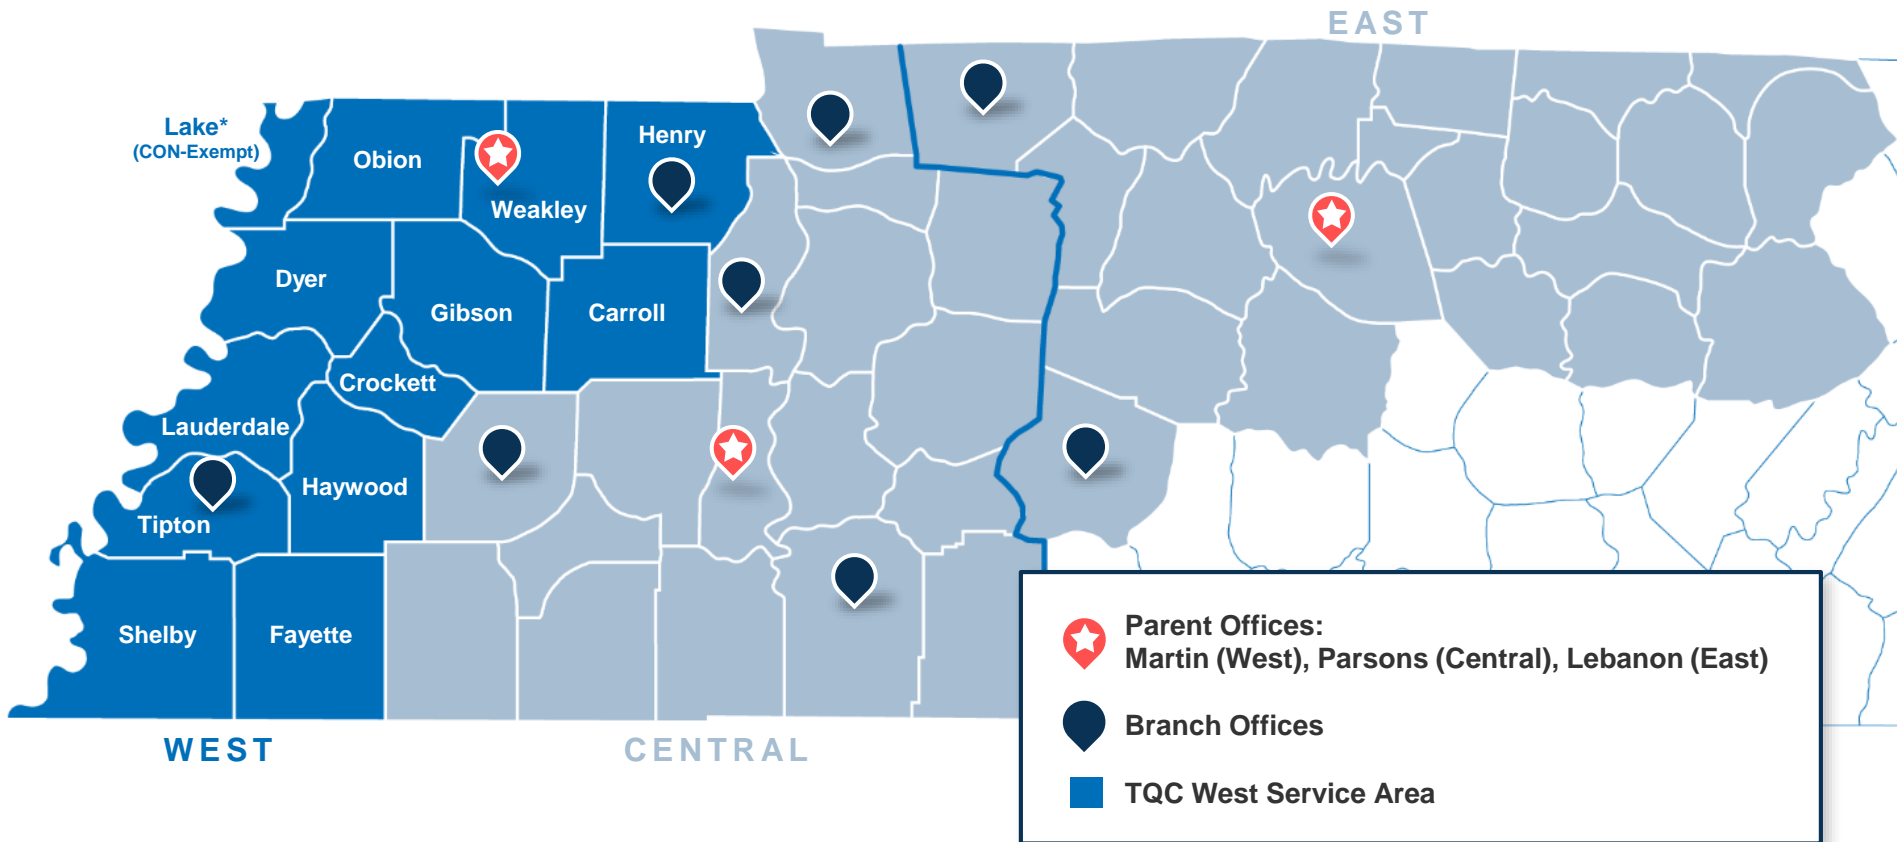 EAST
Lake*
(CON-Exempt)
Obion
Henry
Weakley
Dyer
Gibson
Carroll
Crockett
Lauderdale
Haywood
Tipton
Shelby
Fayette
WEST
CENTRAL
Parent Offices:
Martin (West), Parsons (Central), Lebanon (East)
Branch Offices
TQC West Service Area